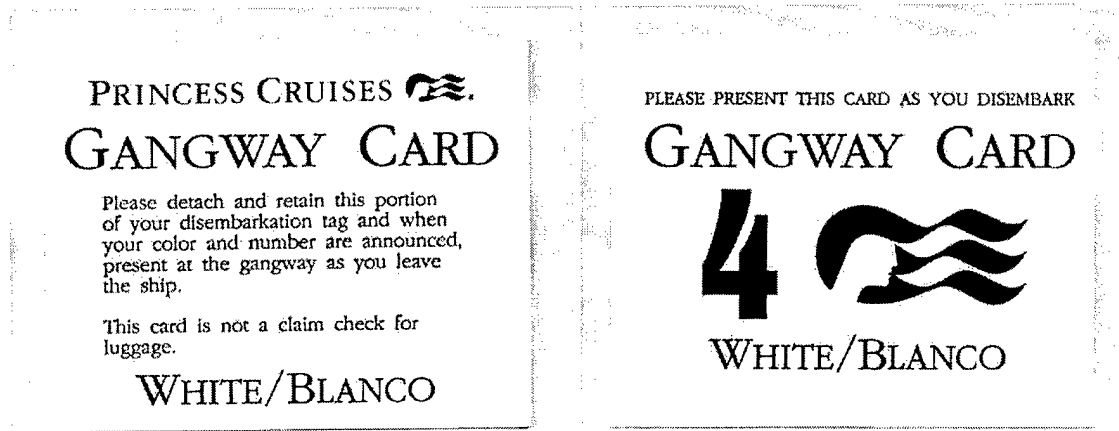 PRINCESS CRUISES
GANGWAY CARD
Please detach and retain this portion
of your disembarkation tag and when
your color and number are announced,
present at the gangway as you leave
the ship.
This card is not a claim check for
luggage.
WHITE/BLANCO
PLEASE PRESENT THIS CARD AS YOU DISEMBARK
GANGWAY CARD
4
WHITE/BLANCO